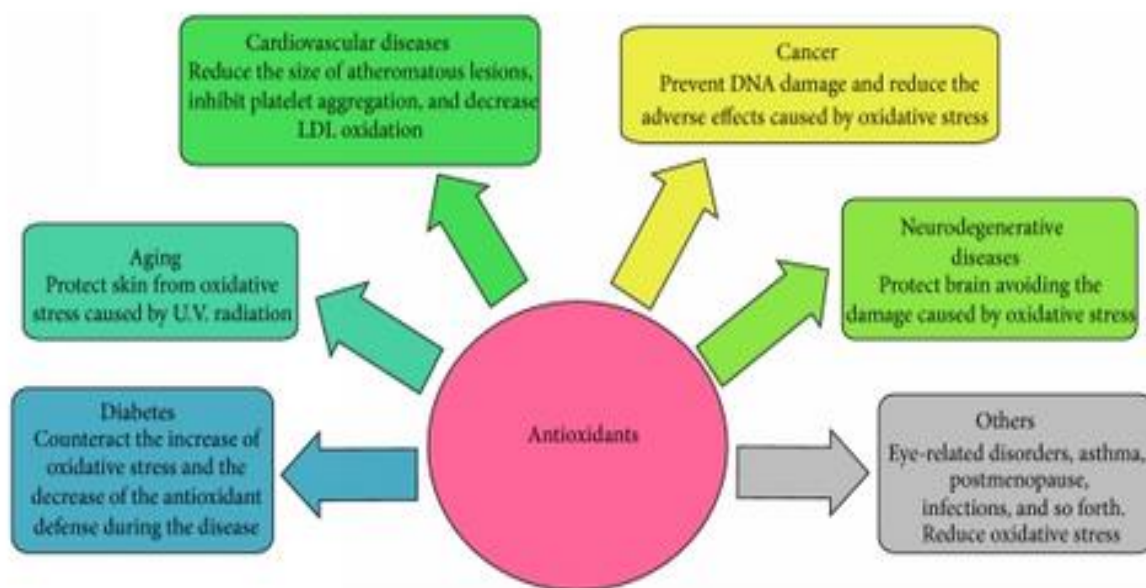 Cardiovascular diseases
Reduce the size of atheromatous lesions,
inhibit platelet aggregation, and decrease
LDL oxidation
Cancer
Prevent DNA damage and reduce the
adverse effects caused by oxidative stress
Aging
Protect skin from oxidative
stress caused by U.V. radiation
Neurodegenerative
diseases
Protect brain avoiding the
damage caused by oxidative stress
Diabetes
Counteract the increase of
oxidative stress and the
decrease of the antioxidant
defense during the disease
Antioxidants
Others
Eye-related disorders, asthma,
postmenopause,
infections, and so forth.
Reduce oxidative stress